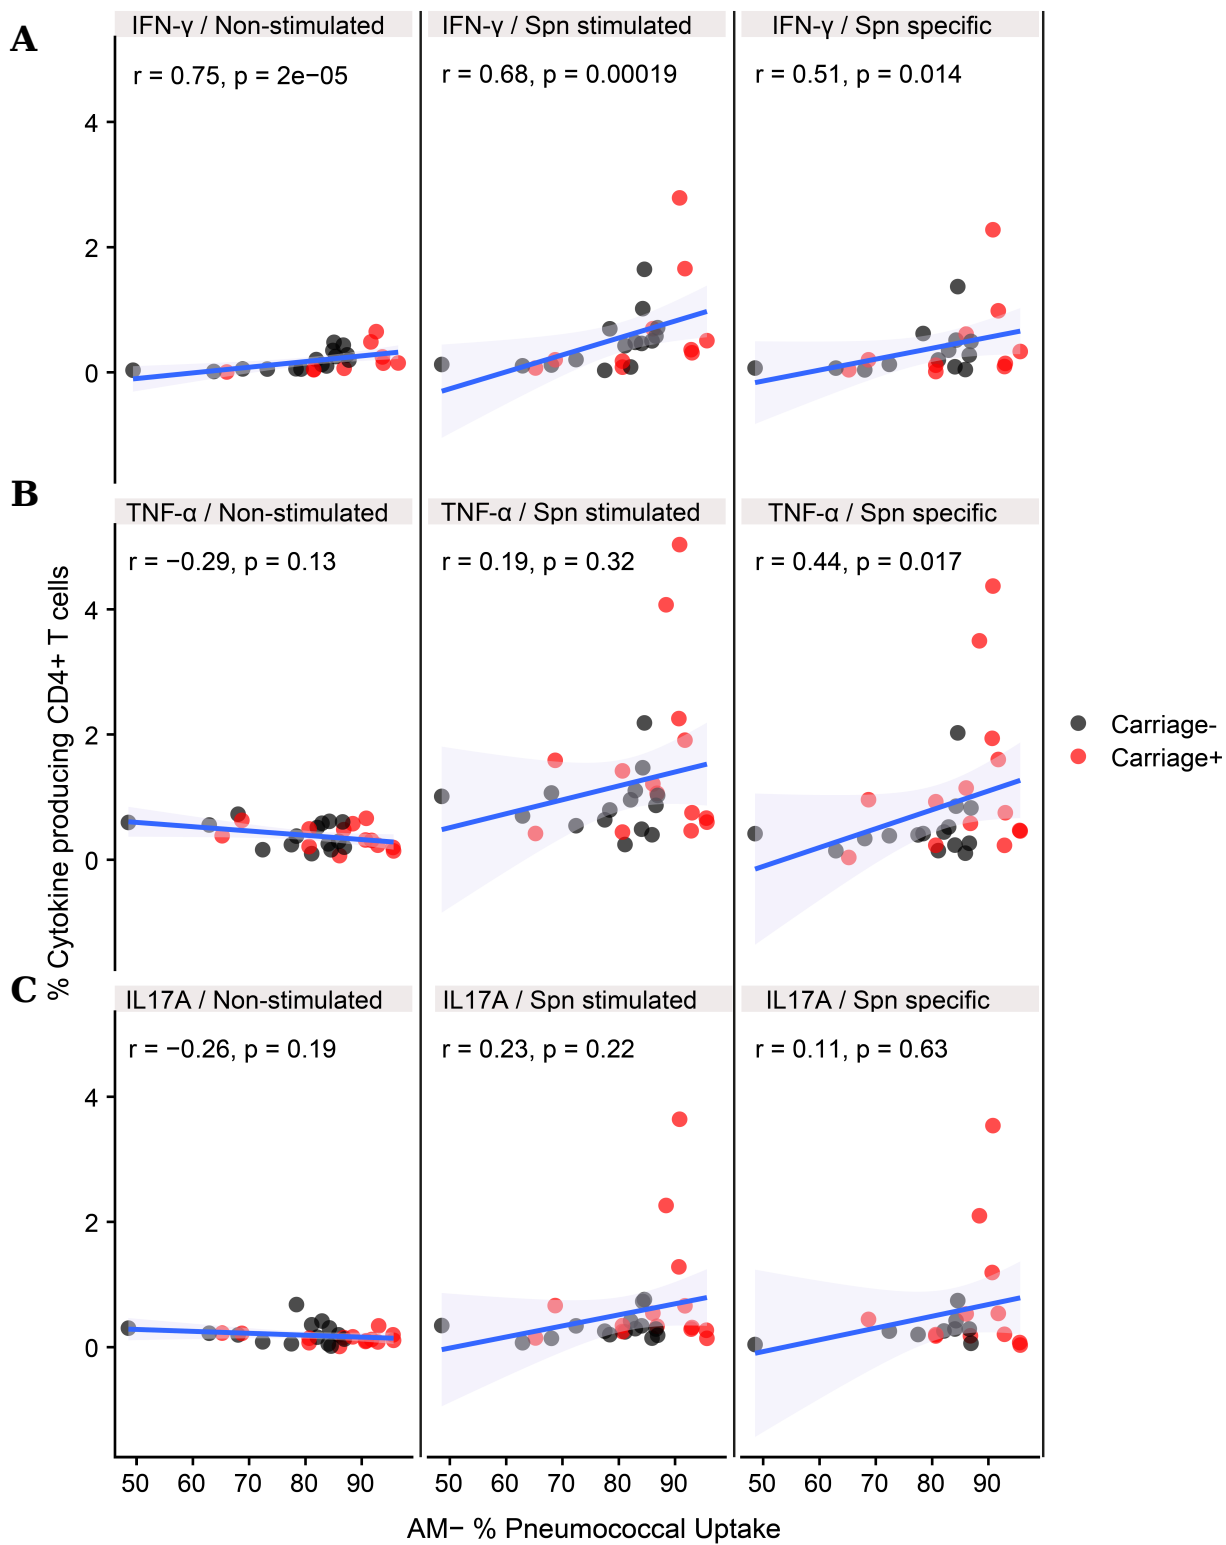 A
IFN-γ / Non-stimulated
IFN-γ / Spn stimulated
IFN-γ / Spn specific
r = 0.75, p = 2e−05
r = 0.68, p = 0.00019
r = 0.51, p = 0.014
4
2
0
B
TNF-α / Non-stimulated
TNF-α / Spn stimulated
TNF-α / Spn specific
r = −0.29, p = 0.13
r = 0.19, p = 0.32
r = 0.44, p = 0.017
4
2
0
% Cytokine producing CD4+ T cells
Carriage-
Carriage+
C
IL17A / Non-stimulated
IL17A / Spn stimulated
IL17A / Spn specific
r = −0.26, p = 0.19
r = 0.23, p = 0.22
r = 0.11, p = 0.63
4
2
0
50 60 70 80 90
50 60 70 80 90
50 60 70 80 90
AM− % Pneumococcal Uptake